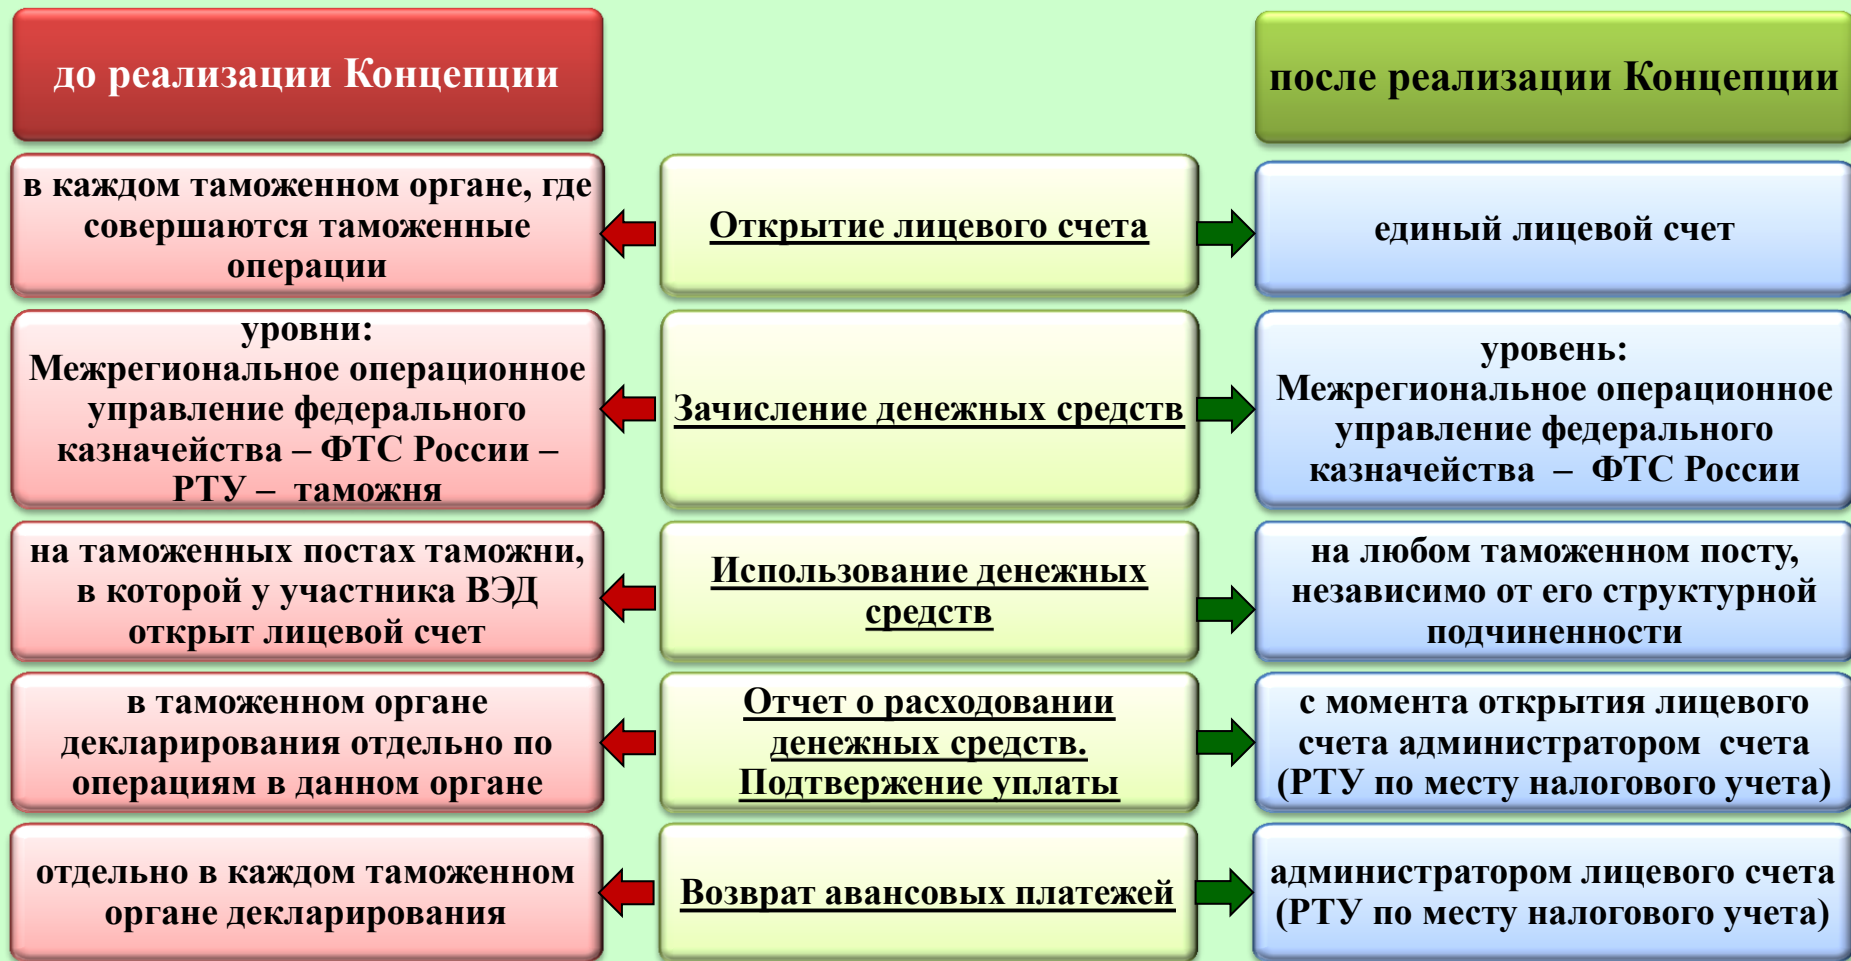 до реализации Концепции
после реализации Концепции
в каждом таможенном органе, где
совершаются таможенные
операции
Открытие лицевого счета
единый лицевой счет
уровни:
Межрегиональное операционное
управление федерального
казначейства – ФТС России –
РТУ – таможня
Зачисление денежных средств
уровень:
Межрегиональное операционное
управление федерального
казначейства – ФТС России
на таможенных постах таможни,
в которой у участника ВЭД
открыт лицевой счет
Использование денежных
средств
на любом таможенном посту,
независимо от его структурной
подчиненности
в таможенном органе
декларирования отдельно по
операциям в данном органе
Отчет о расходовании
денежных средств.
Подтвержение уплаты
с момента открытия лицевого
счета администратором счета
(РТУ по месту налогового учета)
отдельно в каждом таможенном
органе декларирования
Возврат авансовых платежей
администратором лицевого счета
(РТУ по месту налогового учета)